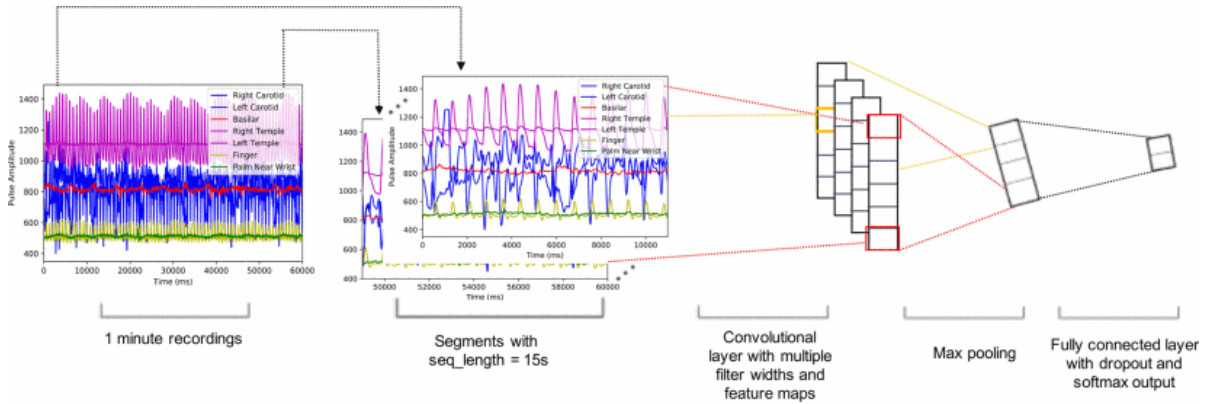 1400
1200
1000
800
600
400
Pulse Amplitude
Right Carotid
Left Carotid
Basilar
Right Temple
Left Temple
Finger
Palm Near Wrist
0 10000 20000 30000 40000 50000 60000
Time (ms)
1 minute recordings
1400
1200
1000
800
600
400
50000 52000 54000 56000 58000 60000
Time (ms)
1400
1200
1000
800
600
400
Pulse Amplitude
Right Carotid
Left Carotid
Basilar
Right Temple
Left Temple
Finger
Palm Near Wrist
0 2000 4000 6000 8000 10000
Time (ms)
Segments with
seq_length = 15s
Convolutional
layer with multiple
filter widths and
feature maps
Max pooling
Fully connected layer
with dropout and
softmax output